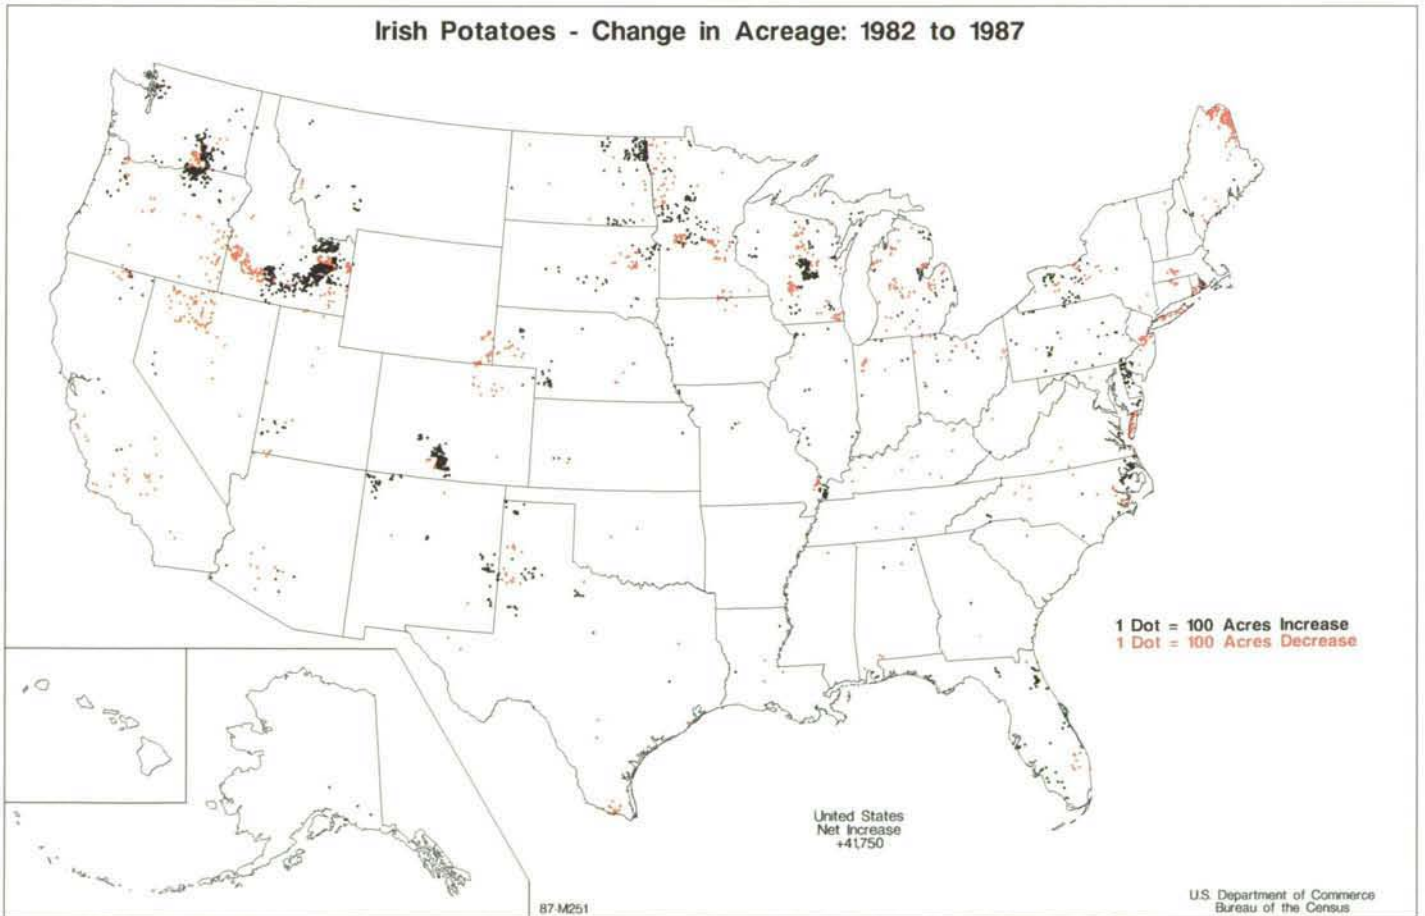 Irish Potatoes - Change in Acreage: 1982 to 1987
1 Dot = 100 Acres Increase
1 Dot = 100 Acres Decrease
United States
Net Increase
+41,750
87-M251
U.S. Department of Commerce
Bureau of the Census